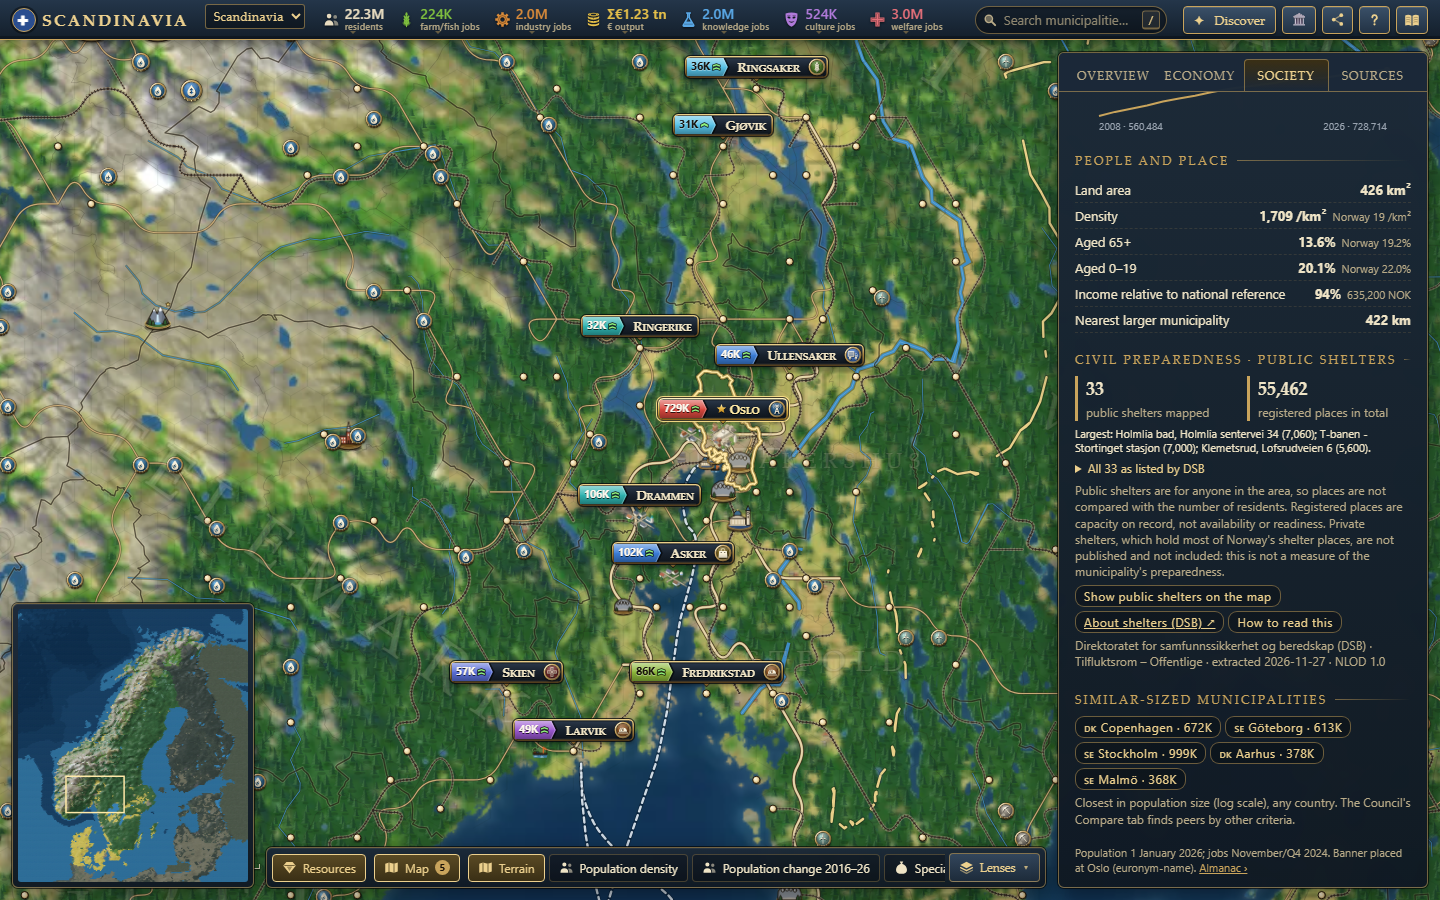 SCANDINAVIA
Scandinavia
22.3M
residents
224K
farm/fish jobs
2.0M
industry jobs
Σ€1.23 tn
€ output
2.0M
knowledge jobs
524K
culture jobs
3.0M
welfare jobs
Search municipalitie...
/
Discover
?
36K RINGSAKER
31K GJØVIK
32K RINGERIKE
46K ULLENSAKER
729K OSLO
106K DRAMMEN
102K ASKER
57K SKIEN
86K FREDRIKSTAD
49K LARVIK
Resources
Map 5
Terrain
Population density
Population change 2016–26
Specia
Lenses
OVERVIEW
ECONOMY
SOCIETY
SOURCES
2008 · 560,484
2026 · 728,714
PEOPLE AND PLACE
Land area 426 km²
Density 1,709 /km² Norway 19 /km²
Aged 65+ 13.6% Norway 19.2%
Aged 0–19 20.1% Norway 22.0%
Income relative to national reference 94% 635,200 NOK
Nearest larger municipality 422 km
CIVIL PREPAREDNESS · PUBLIC SHELTERS
33
public shelters mapped
55,462
registered places in total
Largest: Holmlia bad, Holmlia sentervei 34 (7,060); T-banen -
Stortinget stasjon (7,000); Klemetsrud, Lofsrudveien 6 (5,600).
All 33 as listed by DSB
Public shelters are for anyone in the area, so places are not
compared with the number of residents. Registered places are
capacity on record, not availability or readiness. Private
shelters, which hold most of Norway's shelter places, are not
published and not included: this is not a measure of the
municipality's preparedness.
Show public shelters on the map
About shelters (DSB) ↗
How to read this
Direktoratet for samfunnssikkerhet og beredskap (DSB) ·
Tilfluktsrom – Offentlige · extracted 2026-11-27 · NLOD 1.0
SIMILAR-SIZED MUNICIPALITIES
DK Copenhagen · 672K
SE Göteborg · 613K
SE Stockholm · 999K
DK Aarhus · 378K
SE Malmö · 368K
Closest in population size (log scale), any country. The Council's
Compare tab finds peers by other criteria.
Population 1 January 2026; jobs November/Q4 2024. Banner placed
at Oslo (euronym-name). Almanac ›